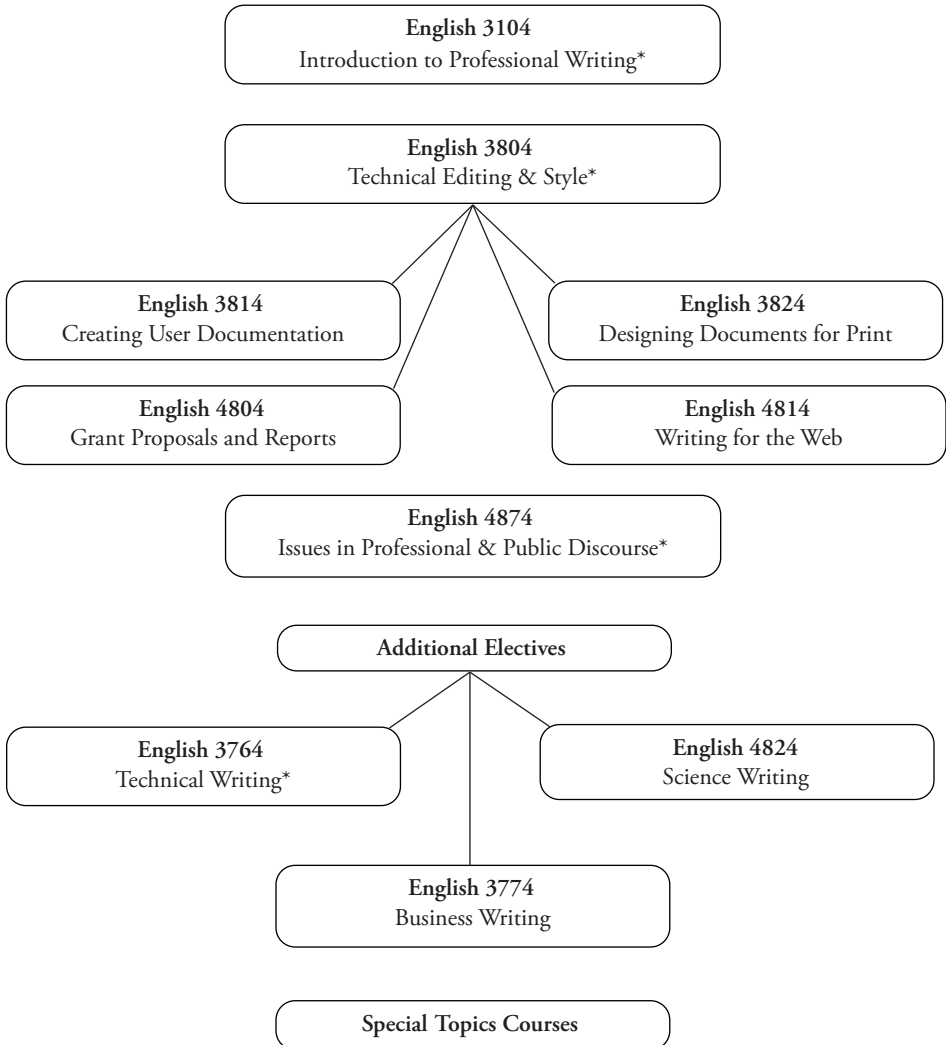 English 3104
Introduction to Professional Writing*
English 3804
Technical Editing & Style*
English 3814
Creating User Documentation
English 3824
Designing Documents for Print
English 4804
Grant Proposals and Reports
English 4814
Writing for the Web
English 4874
Issues in Professional & Public Discourse*
Additional Electives
English 3764
Technical Writing*
English 4824
Science Writing
English 3774
Business Writing
Special Topics Courses